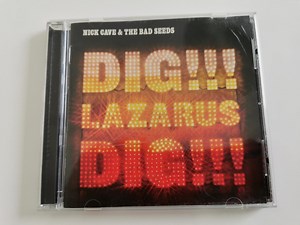 NICK CAVE & THE BAD SEEDS
DIG!!!
LAZARUS
DIG!!!